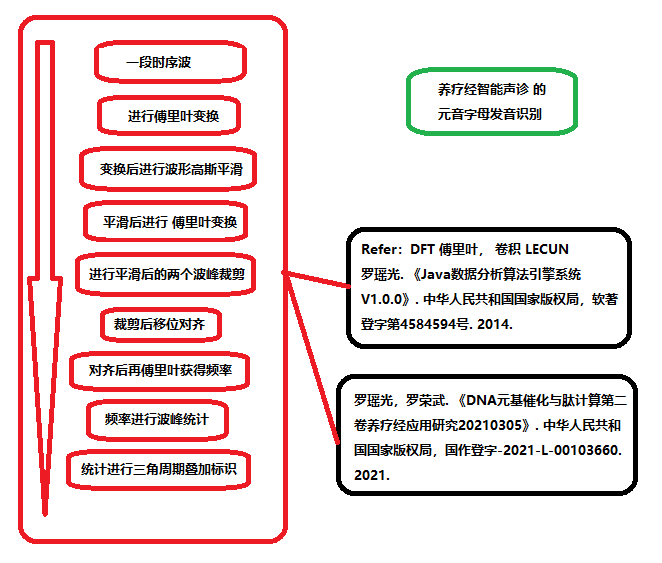 一段时序波
进行傅里叶变换
变换后进行波形高斯平滑
平滑后进行 傅里叶变换
进行平滑后的两个波峰裁剪
裁剪后移位对齐
对齐后再傅里叶获得频率
频率进行波峰统计
统计进行三角周期叠加标识
养疗经智能声诊 的
元音字母发音识别
Refer：DFT 傅里叶， 卷积 LECUN
罗瑶光. 《Java数据分析算法引擎系统
V1.0.0》. 中华人民共和国国家版权局，软著
登字第4584594号. 2014.
罗瑶光，罗荣武. 《DNA元基催化与肽计算第二
卷养疗经应用研究20210305》. 中华人民共和
国国家版权局，国作登字-2021-L-00103660.
2021.